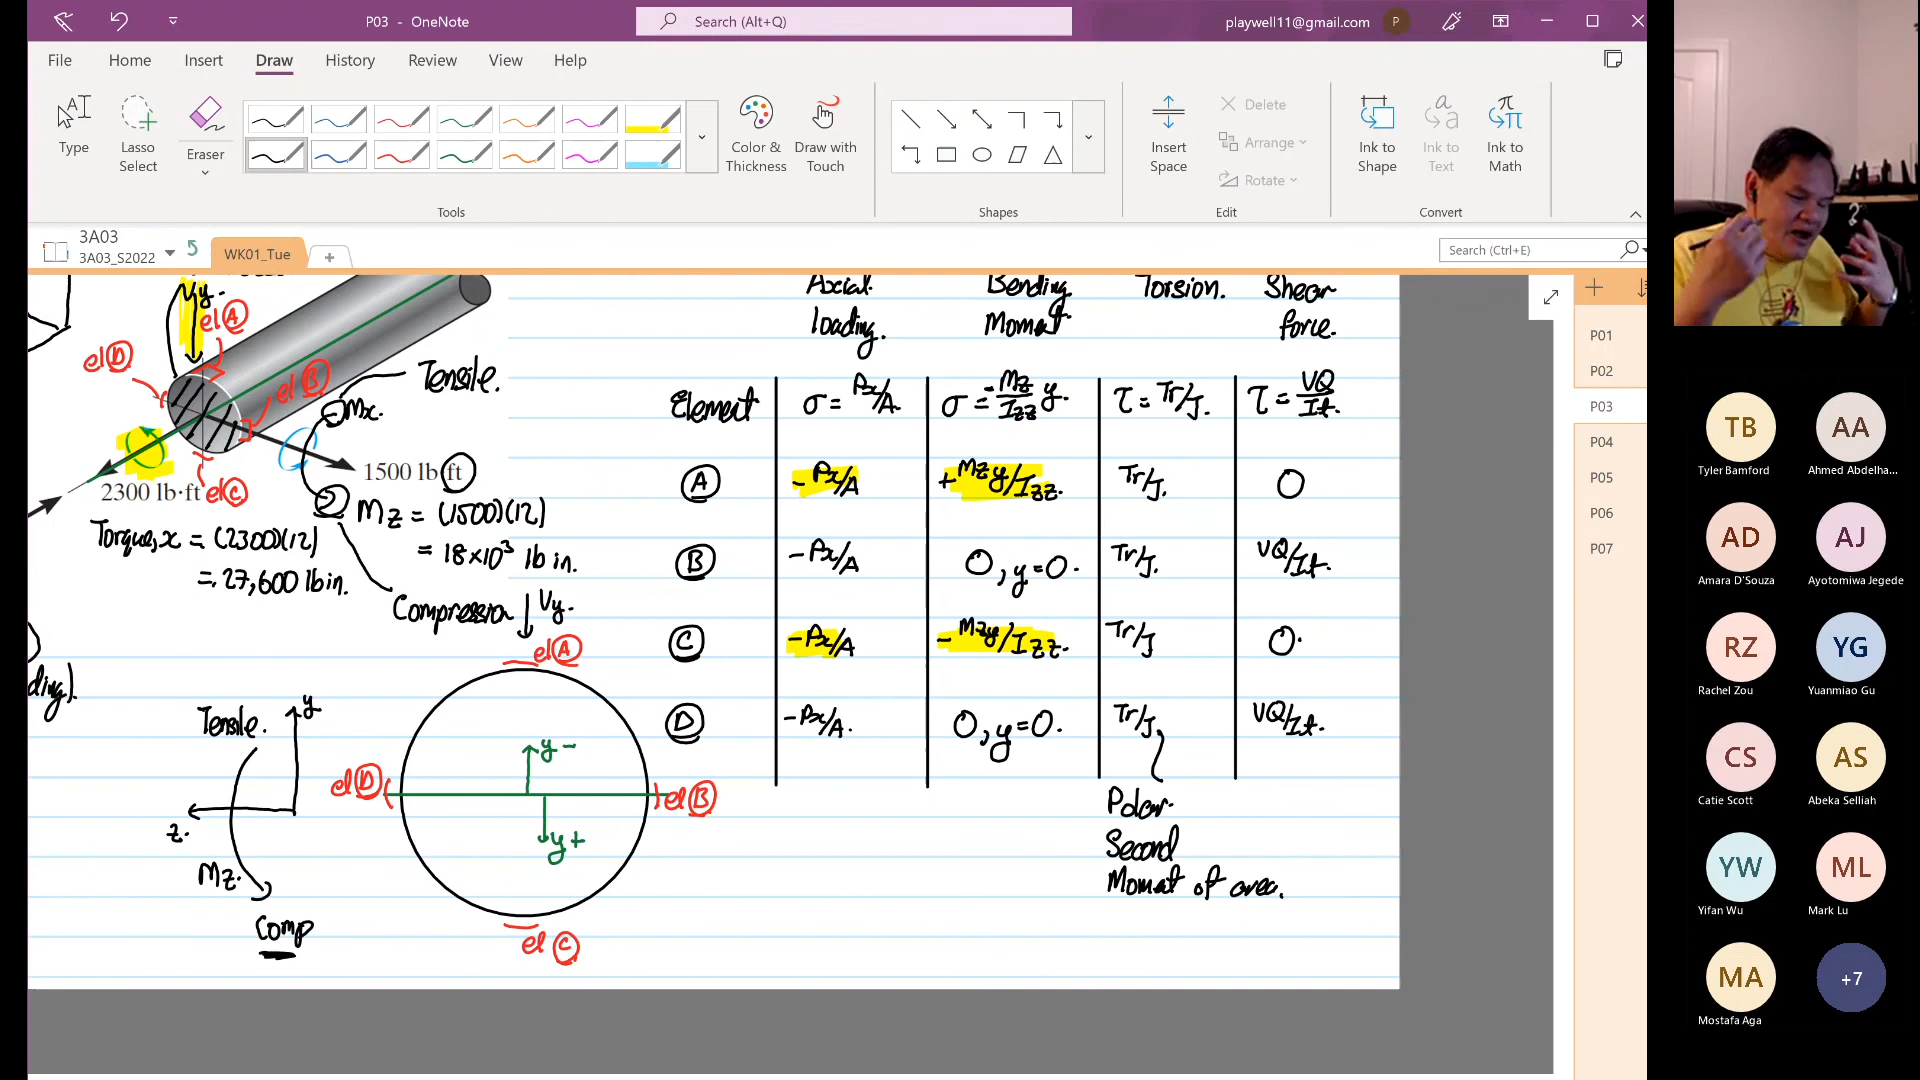 P03 - OneNote
Search (Alt+Q)
playwell11@gmail.com
P
File
Home
Insert
Draw
History
Review
View
Help
Type
Lasso Select
Eraser
Color & Thickness
Draw with Touch
Insert Space
Delete
Arrange
Rotate
Ink to Shape
Ink to Text
Ink to Math
Tools
Shapes
Edit
Convert
3A03
3A03_S2022
WK01_Tue
Search (Ctrl+E)
P01
P02
P03
P04
P05
P06
P07
Vy.
el A
el D
el B
el C
Tensile.
Mx.
1500 lb·ft
2300 lb·ft
Torque,x = (2300)(12)
= 27,600 lb in.
Mz = (1500)(12)
= 18×10³ lb in.
Compression
Vy.
ding).
Tensile.
y
z.
Mz.
Comp
el A
el D
el B
el C
y -
y +
Axial loading.
Bending Moment
Torsion.
Shear force.
Element
σ = Px/A.
σ = -Mz/Izz y.
τ = Tr/J.
τ = VQ/It.
A
-Px/A
+Mzy/Izz.
Tr/J.
0
B
-Px/A
0, y=0.
Tr/J.
VQ/It.
C
-Px/A
-Mzy/Izz.
Tr/J
0.
D
-Px/A.
0, y=0.
Tr/J.
VQ/It.
Polar
Second
Moment of area.
TB
Tyler Bamford
AA
Ahmed Abdelha...
AD
Amara D'Souza
AJ
Ayotomiwa Jegede
RZ
Rachel Zou
YG
Yuanmiao Gu
CS
Catie Scott
AS
Abeka Selliah
YW
Yifan Wu
ML
Mark Lu
MA
Mostafa Aga
+7